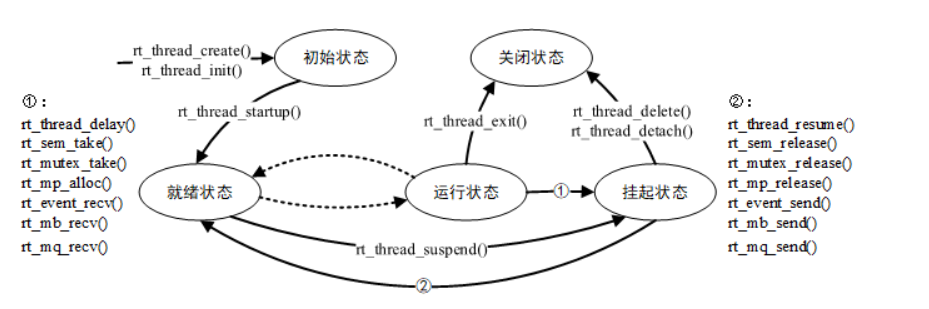 rt_thread_create()
rt_thread_init()
初始状态
关闭状态
①：
rt_thread_delay()
rt_sem_take()
rt_mutex_take()
rt_mp_alloc()
rt_event_recv()
rt_mb_recv()
rt_mq_recv()
rt_thread_startup()
rt_thread_exit()
rt_thread_delete()
rt_thread_detach()
②：
rt_thread_resume()
rt_sem_release()
rt_mutex_release()
rt_mp_release()
rt_event_send()
rt_mb_send()
rt_mq_send()
就绪状态
运行状态
①
挂起状态
rt_thread_suspend()
②